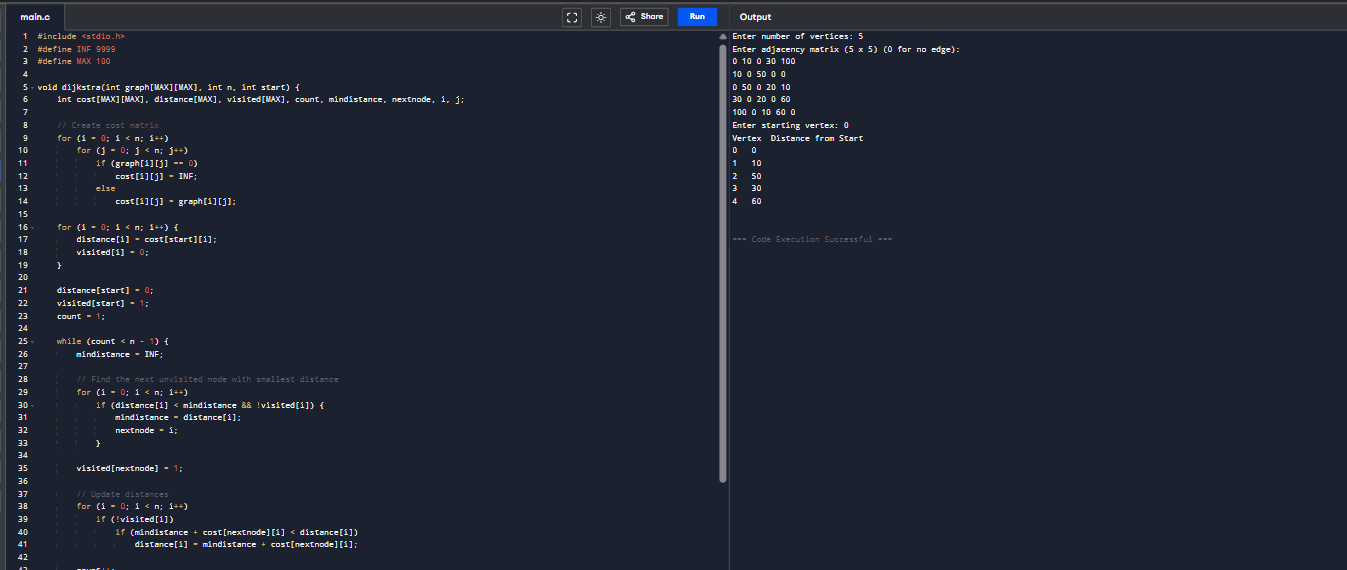 main.c
Share
Run
Output
1 #include <stdio.h>
2 #define INF 9999
3 #define MAX 100
4
5 void dijkstra(int graph[MAX][MAX], int n, int start) {
6 int cost[MAX][MAX], distance[MAX], visited[MAX], count, mindistance, nextnode, i, j;
7
8 // Create cost matrix
9 for (i = 0; i < n; i++)
10 for (j = 0; j < n; j++)
11 if (graph[i][j] == 0)
12 cost[i][j] = INF;
13 else
14 cost[i][j] = graph[i][j];
15
16 for (i = 0; i < n; i++) {
17 distance[i] = cost[start][i];
18 visited[i] = 0;
19 }
20
21 distance[start] = 0;
22 visited[start] = 1;
23 count = 1;
24
25 while (count < n - 1) {
26 mindistance = INF;
27
28 // Find the next unvisited node with smallest distance
29 for (i = 0; i < n; i++)
30 if (distance[i] < mindistance && !visited[i]) {
31 mindistance = distance[i];
32 nextnode = i;
33 }
34
35 visited[nextnode] = 1;
36
37 // Update distances
38 for (i = 0; i < n; i++)
39 if (!visited[i])
40 if (mindistance + cost[nextnode][i] < distance[i])
41 distance[i] = mindistance + cost[nextnode][i];
42
43 count++;
Enter number of vertices: 5
Enter adjacency matrix (5 x 5) (0 for no edge):
0 10 0 30 100
10 0 50 0 0
0 50 0 20 10
30 0 20 0 60
100 0 10 60 0
Enter starting vertex: 0
Vertex Distance from Start
0 0
1 10
2 50
3 30
4 60
=== Code Execution Successful ===